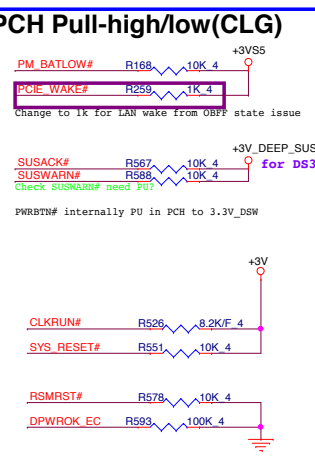 PCH Pull-high/low(CLG)
+3VS5
PM_BATLOW# R168 10K_4
PCIE_WAKE# R259 1K_4
Change to 1k for LAN wake from OBFF state issue
+3V_DEEP_SUS
SUSACK# R567 10K_4 for DS3
SUSWARN# R588 10K_4
Check SUSWARN# need PU?
PWRBTN# internally PU in PCH to 3.3V_DSW
+3V
CLKRUN# R526 8.2K/F_4
SYS_RESET# R551 10K_4
RSMRST# R578 10K_4
DPWROK_EC R593 100K_4